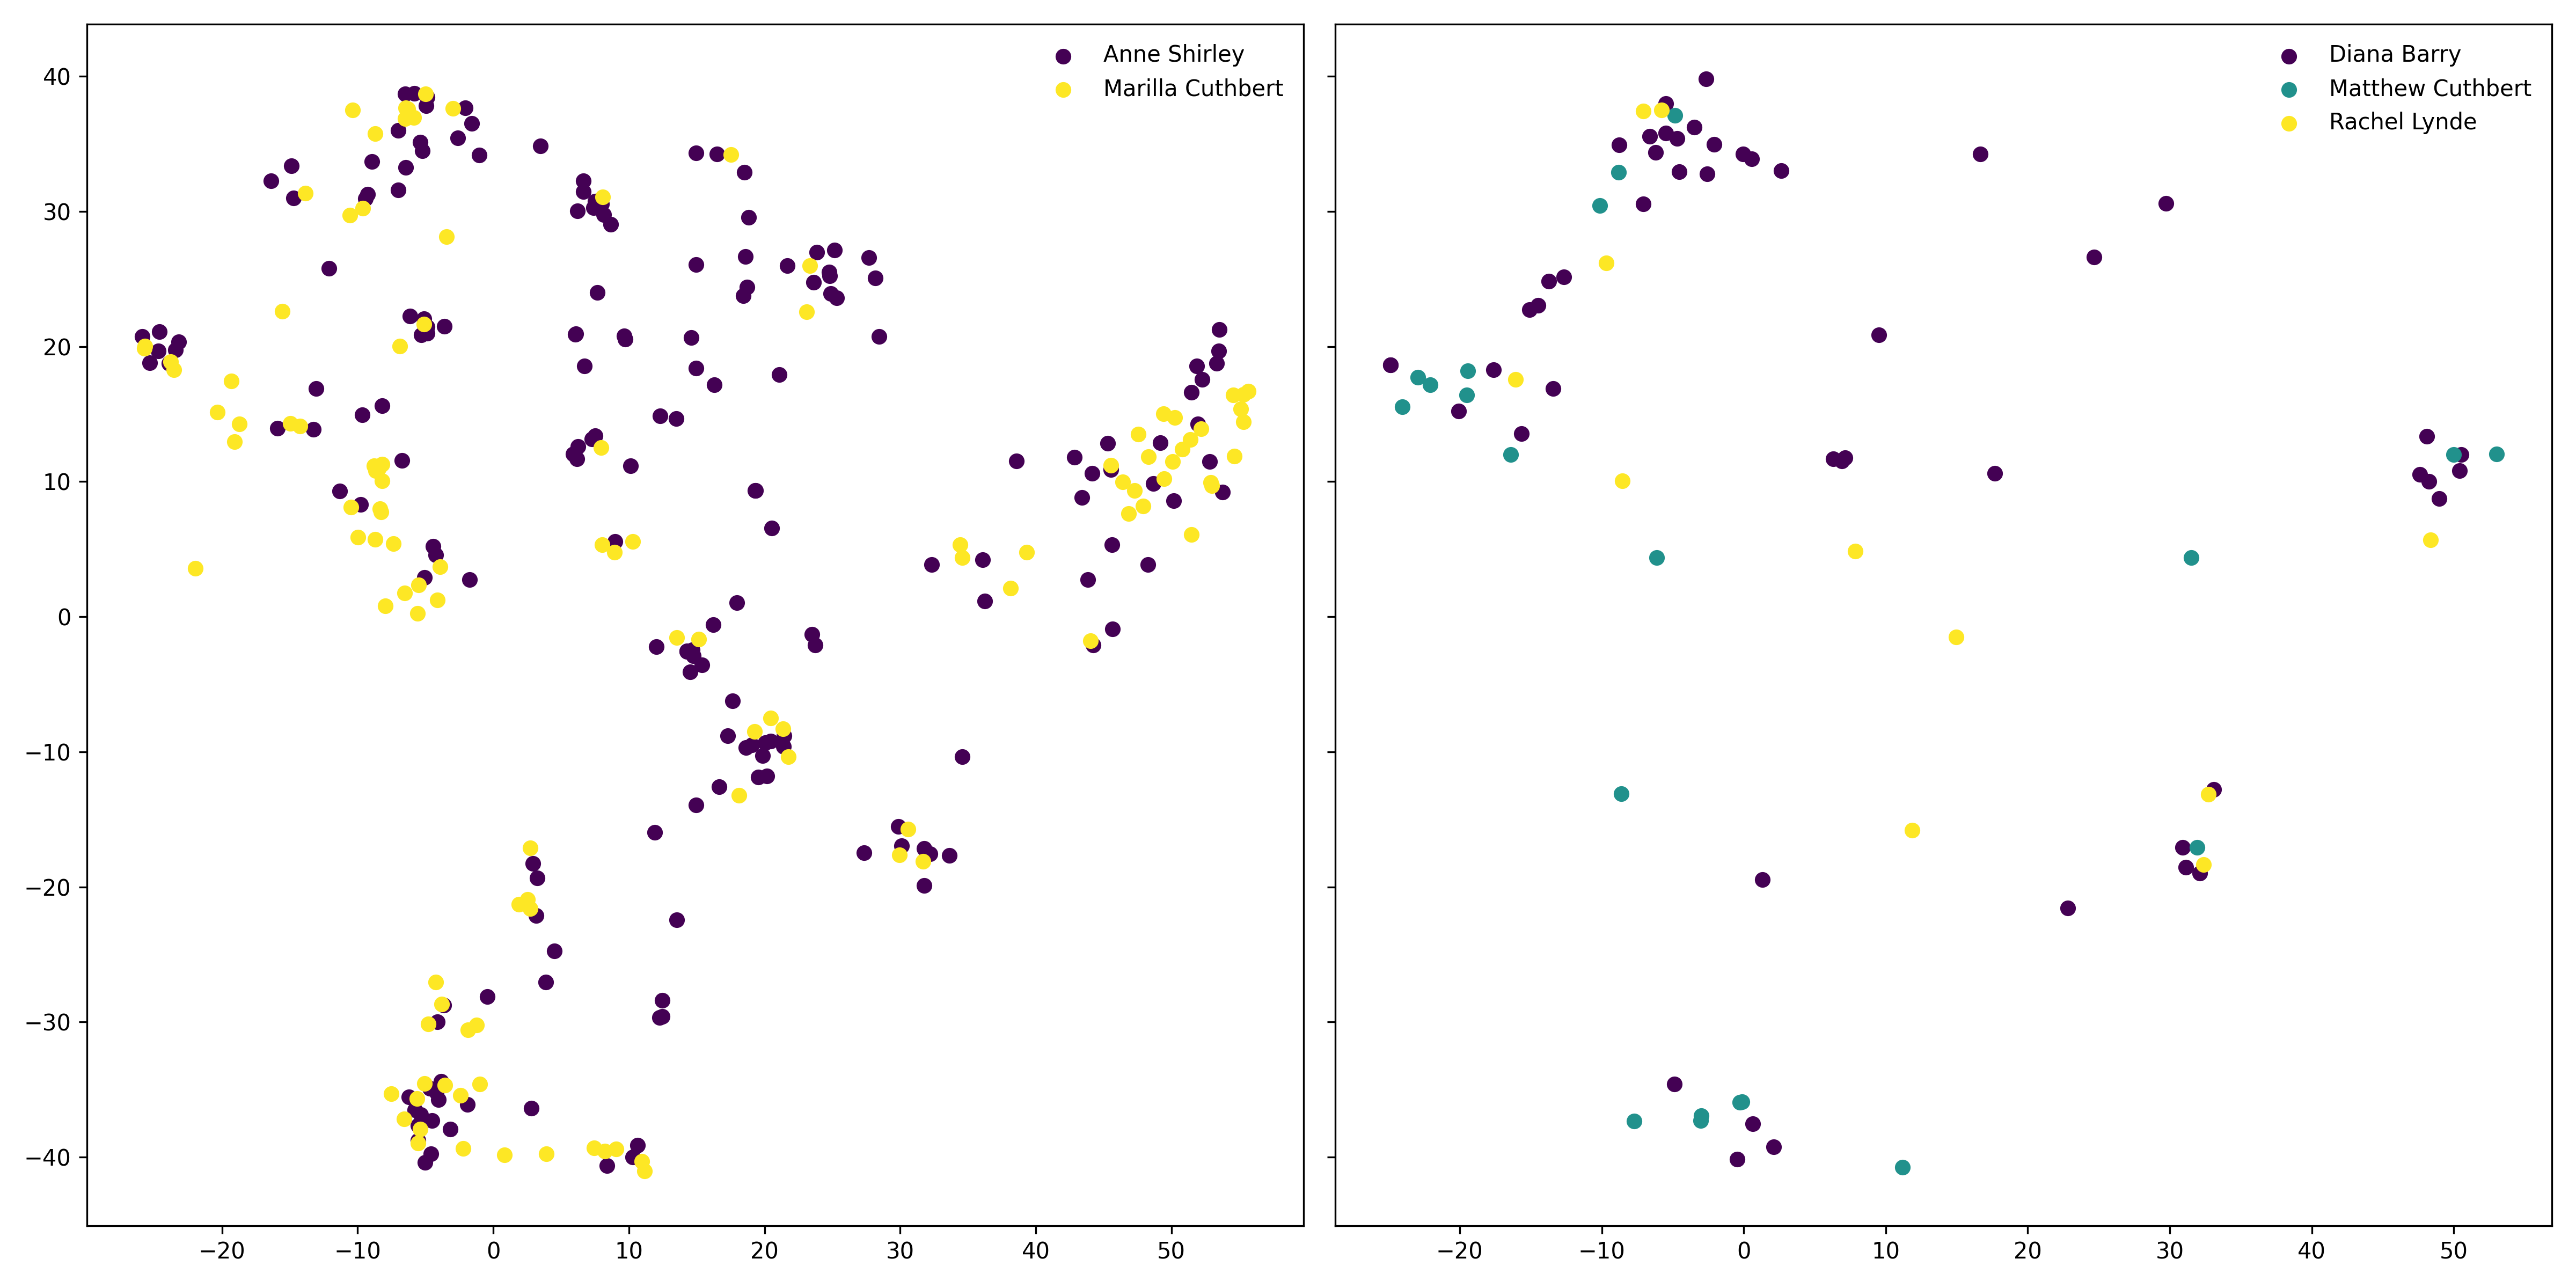 Anne Shirley
Marilla Cuthbert
Diana Barry
Matthew Cuthbert
Rachel Lynde
40
30
20
10
0
−10
−20
−30
−40
−20 −10 0 10 20 30 40 50
−20 −10 0 10 20 30 40 50